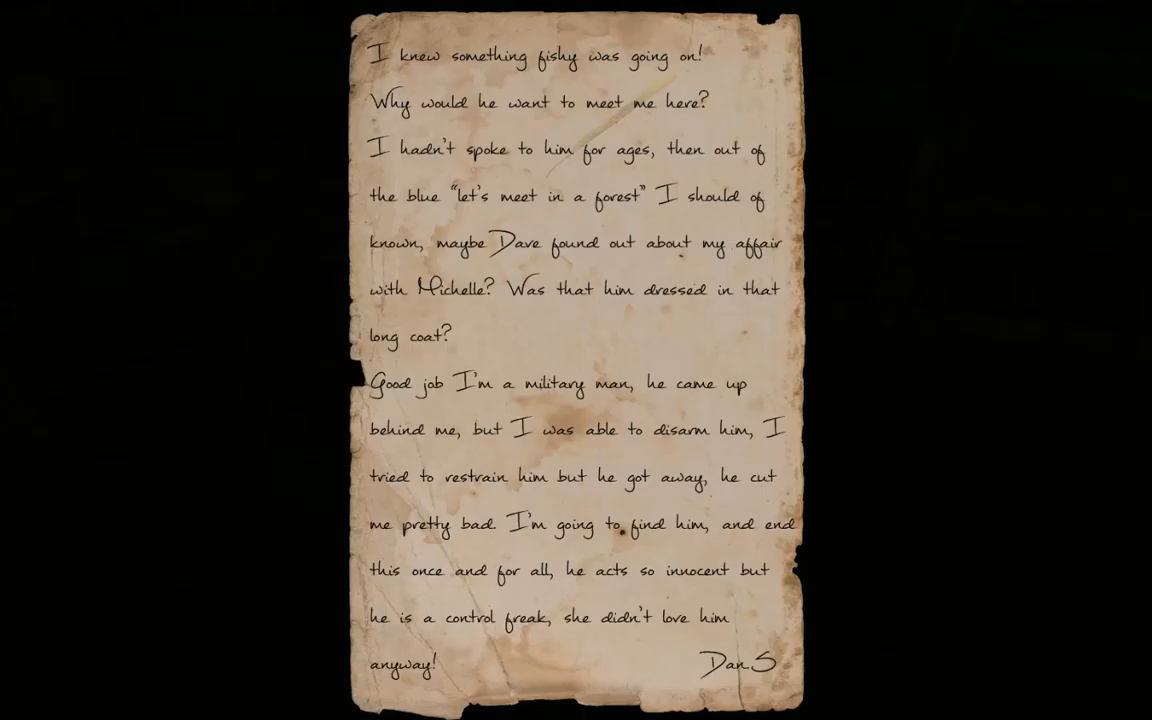 I knew something fishy was going on!
Why would he want to meet me here?
I hadn't spoke to him for ages, then out of
the blue "let's meet in a forest" I should of
known, maybe Dave found out about my affair
with Michelle? Was that him dressed in that
long coat?
Good job I'm a military man, he came up
behind me, but I was able to disarm him, I
tried to restrain him but he got away, he cut
me pretty bad. I'm going to find him, and end
this once and for all, he acts so innocent but
he is a control freak, she didn't love him
anyway! Dan S